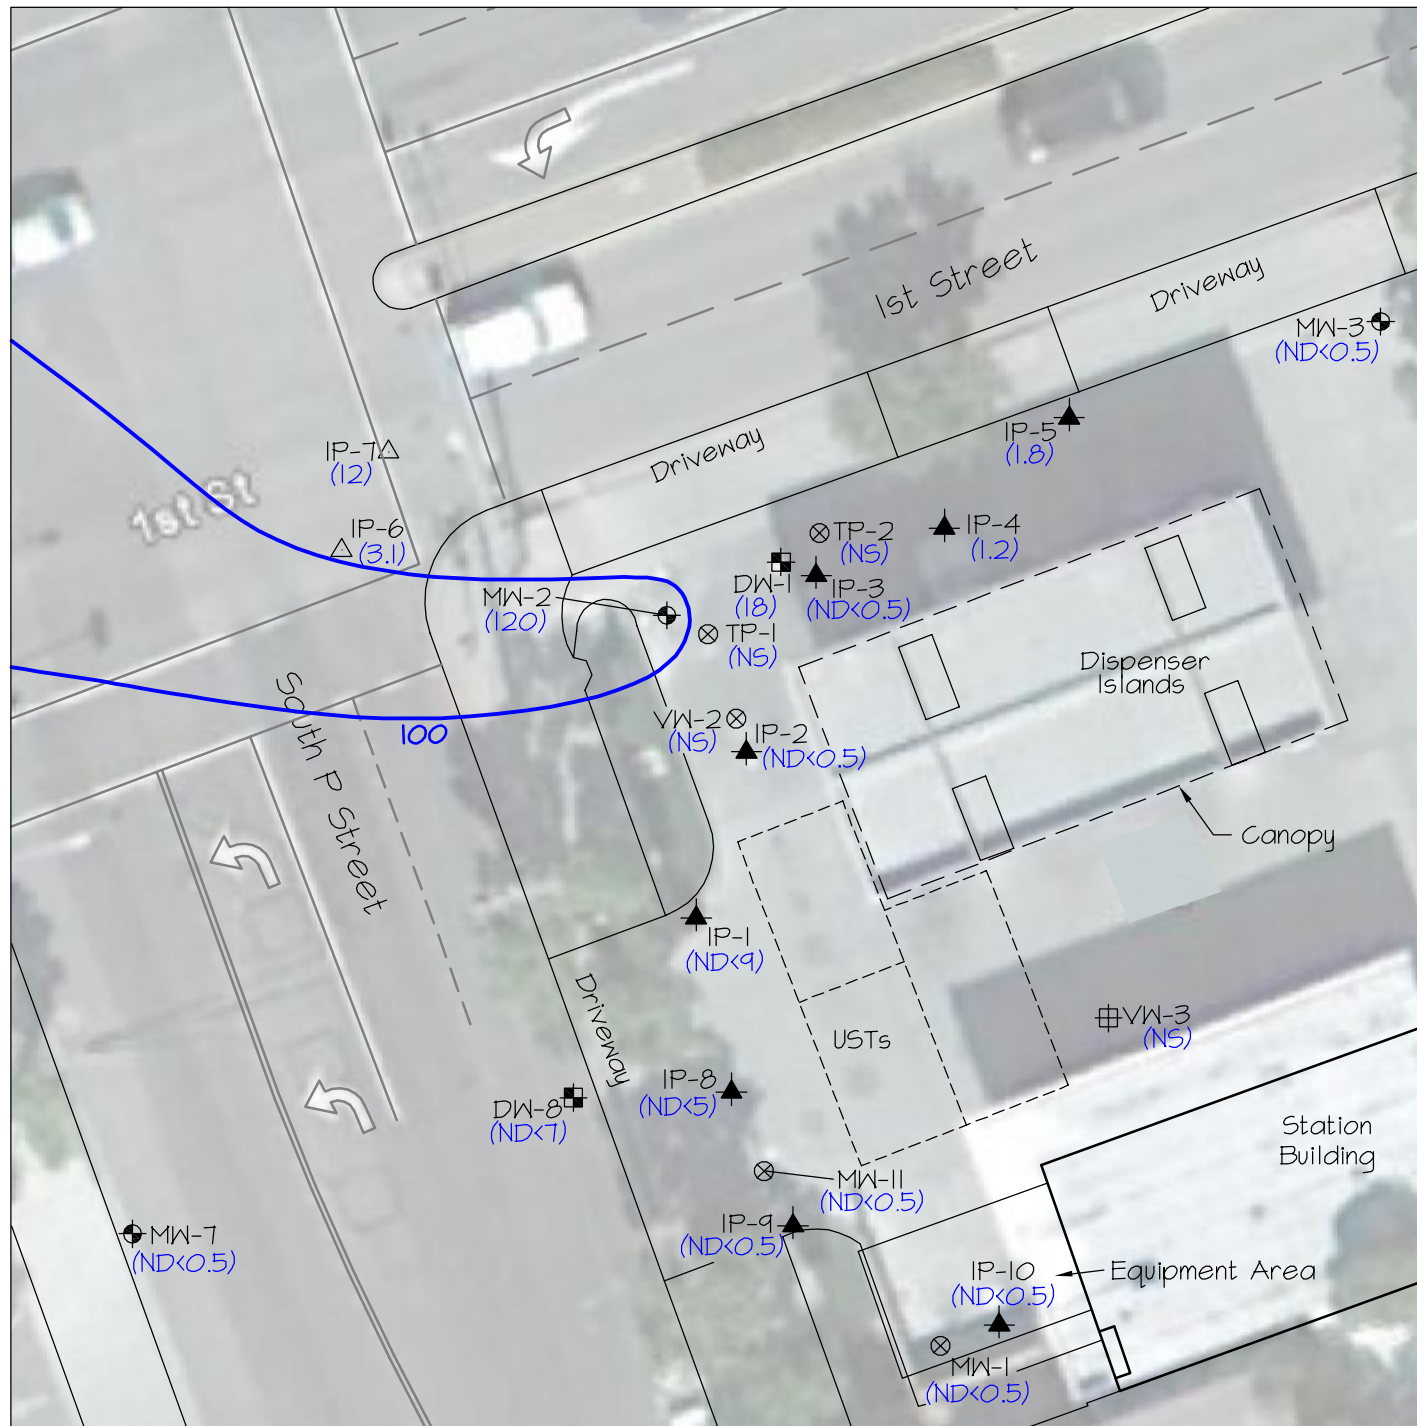 1st Street
Driveway
MW-3
(ND<0.5)
IP-5
(1.8)
Driveway
IP-7
(12)
1st St
IP-6
(3.1)
TP-2
(NS)
IP-4
(1.2)
DW-1
(18)
IP-3
(ND<0.5)
MW-2
(120)
TP-1
(NS)
Dispenser
Islands
South P Street
100
VW-2
(NS)
IP-2
(ND<0.5)
Canopy
IP-1
(ND<9)
Driveway
USTs
VW-3
(NS)
IP-8
(ND<5)
DW-8
(ND<7)
Station
Building
MW-11
(ND<0.5)
IP-9
(ND<0.5)
MW-7
(ND<0.5)
IP-10
(ND<0.5)
Equipment Area
MW-1
(ND<0.5)